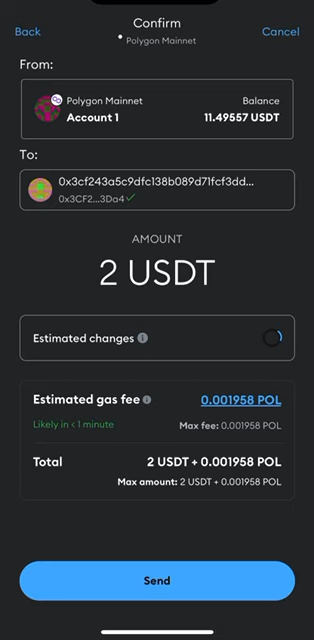 Confirm
Back
Cancel
Polygon Mainnet
From:
Polygon Mainnet
Balance
Account 1
11.49557 USDT
To:
0x3cf243a5c9dfc138b089d71fcf3dd...
0x3CF2...3Da4
AMOUNT
2 USDT
Estimated changes
Estimated gas fee
0.001958 POL
Likely in < 1 minute
Max fee: 0.001958 POL
Total
2 USDT + 0.001958 POL
Max amount: 2 USDT + 0.001958 POL
Send